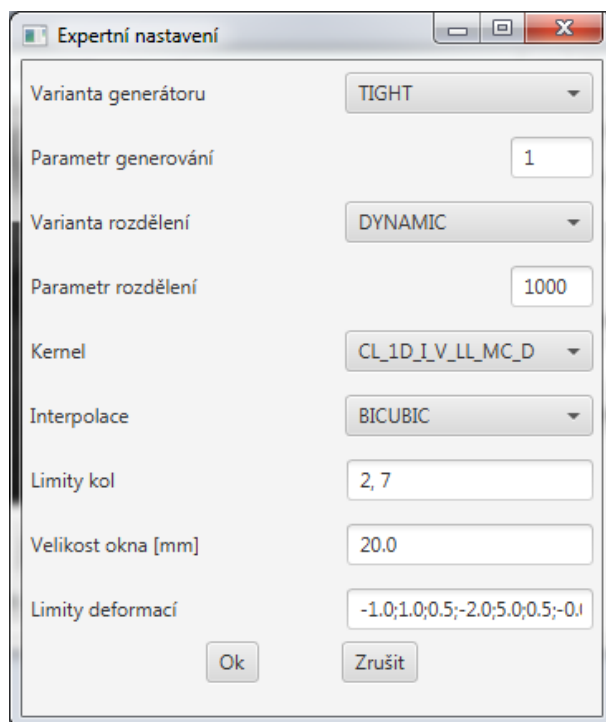 Expertní nastavení
Varianta generátoru TIGHT
Parametr generování 1
Varianta rozdělení DYNAMIC
Parametr rozdělení 1000
Kernel CL_1D_I_V_LL_MC_D
Interpolace BICUBIC
Limity kol 2, 7
Velikost okna [mm] 20.0
Limity deformací -1.0;1.0;0.5;-2.0;5.0;0.5;-0.
Ok Zrušit